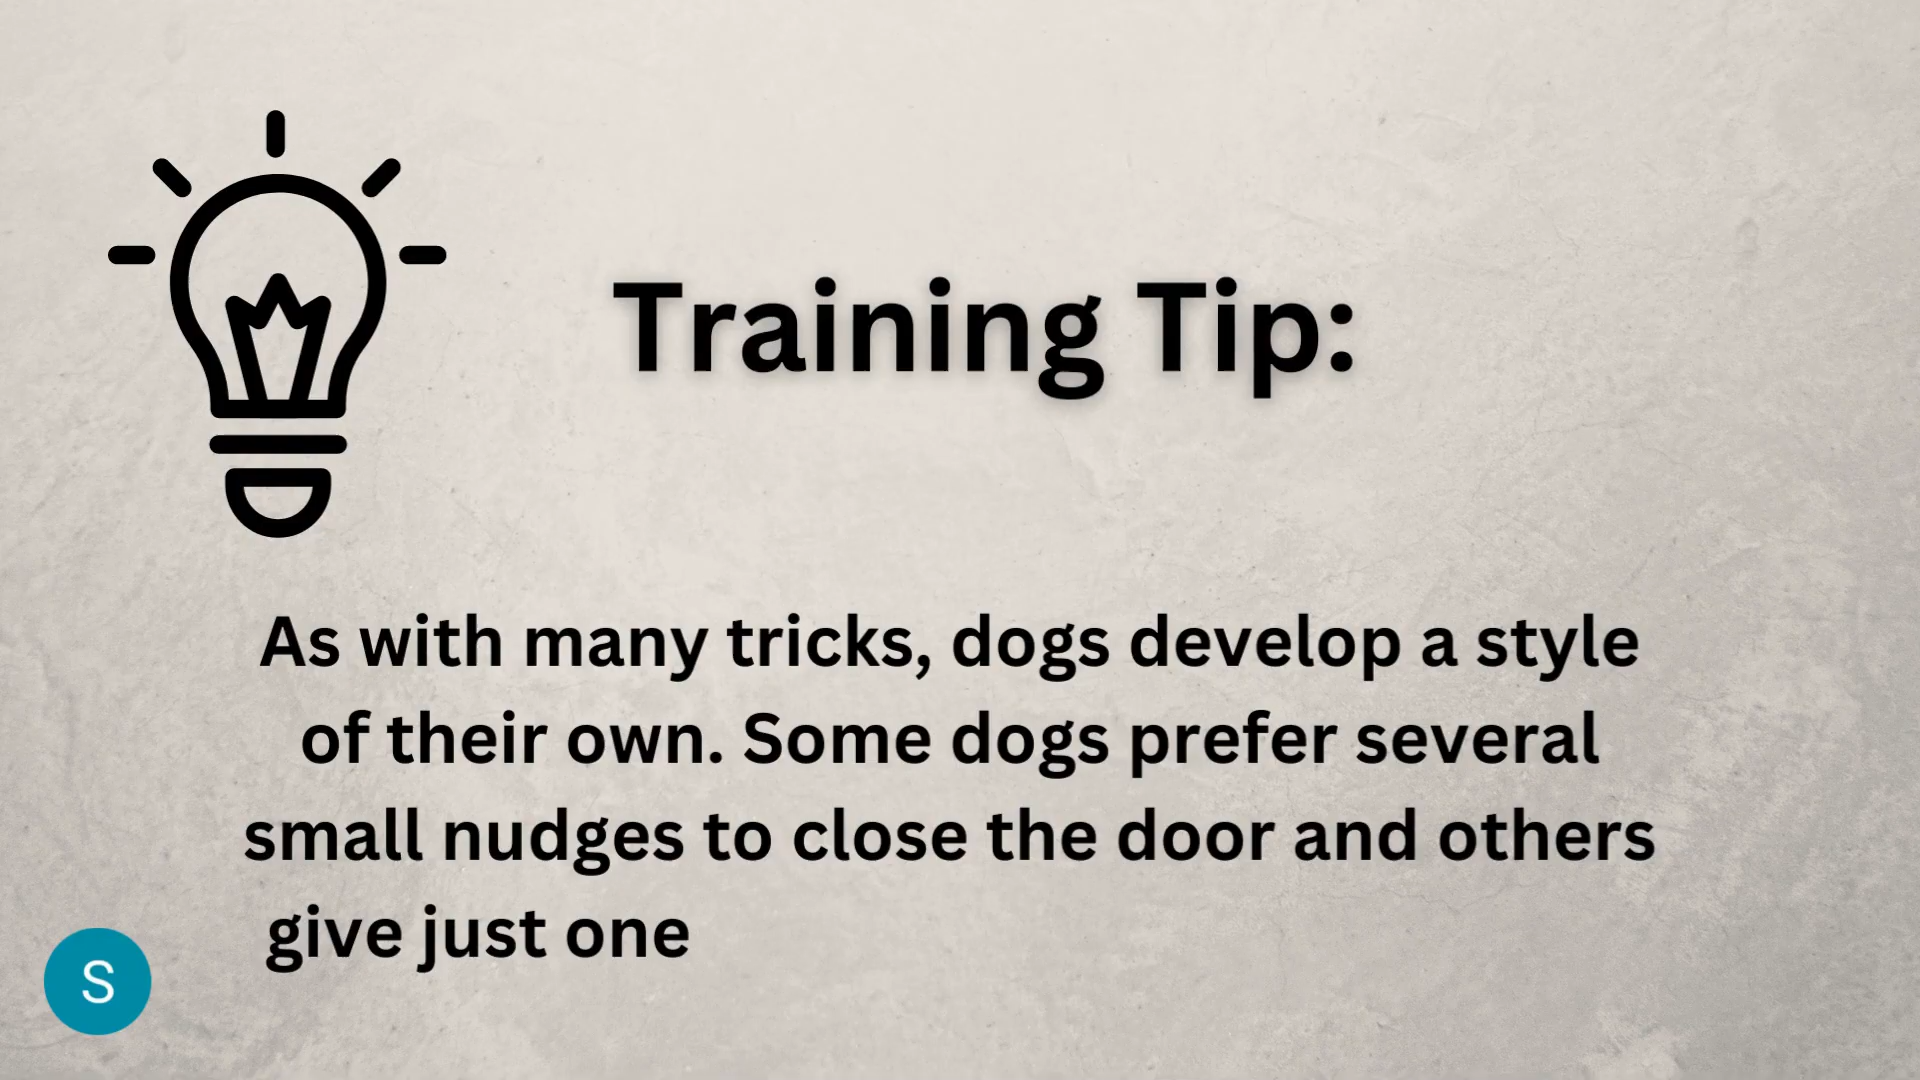 Training Tip:
As with many tricks, dogs develop a style
of their own. Some dogs prefer several
small nudges to close the door and others
give just one
S